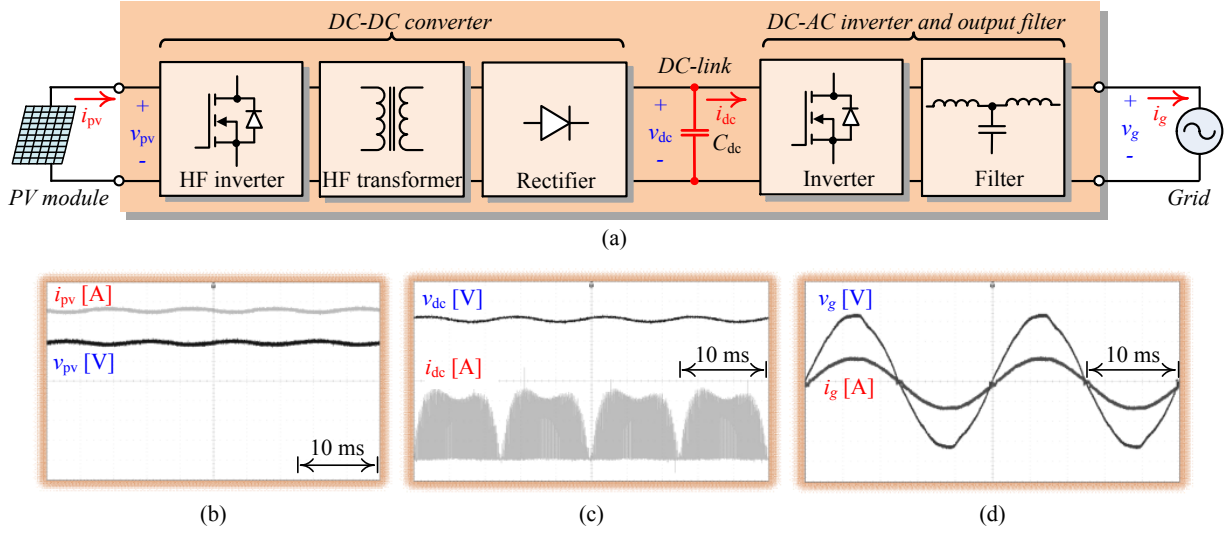 DC-DC converter
DC-AC inverter and output filter
DC-link
i_pv
+
v_pv
-
+
v_dc
-
i_dc
C_dc
+
v_g
-
i_g
HF inverter
HF transformer
Rectifier
Inverter
Filter
PV module
Grid
(a)
i_pv [A]
v_pv [V]
10 ms
v_dc [V]
i_dc [A]
10 ms
v_g [V]
i_g [A]
10 ms
(b)
(c)
(d)